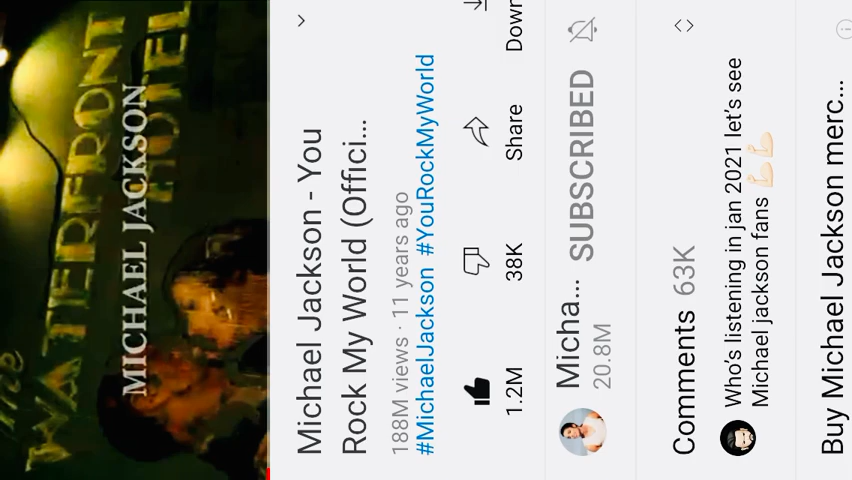 The
WATERFRONT
HOTEL
MICHAEL JACKSON
Michael Jackson - You
Rock My World (Offici...
188M views · 11 years ago
#MichaelJackson #YouRockMyWorld
1.2M
38K
Share
Down
Micha... SUBSCRIBED
20.8M
Comments 63K
Who's listening in jan 2021 let's see
Michael jackson fans 💪🏻💪🏻
Buy Michael Jackson merc...